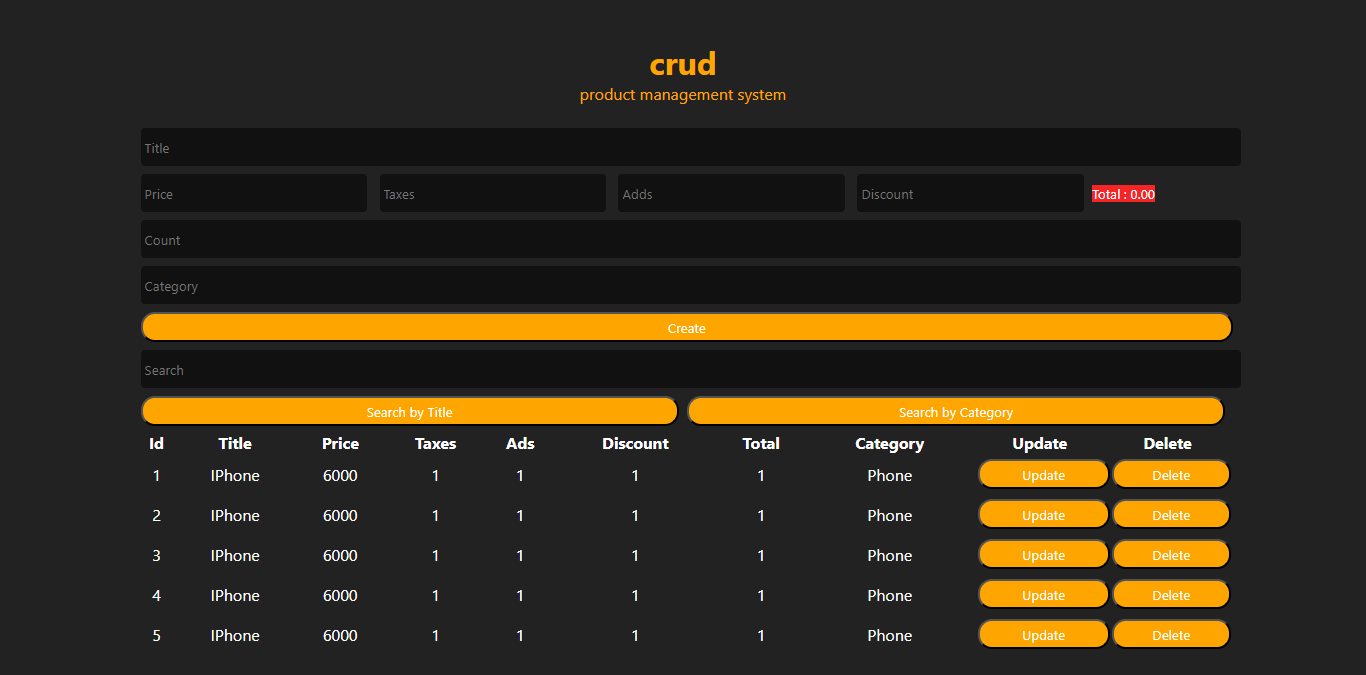 crud
product management system
Title
Price Taxes Adds Discount Total : 0.00
Count
Category
Create
Search
Search by Title Search by Category
Id Title Price Taxes Ads Discount Total Category Update Delete
1 IPhone 6000 1 1 1 1 Phone Update Delete
2 IPhone 6000 1 1 1 1 Phone Update Delete
3 IPhone 6000 1 1 1 1 Phone Update Delete
4 IPhone 6000 1 1 1 1 Phone Update Delete
5 IPhone 6000 1 1 1 1 Phone Update Delete